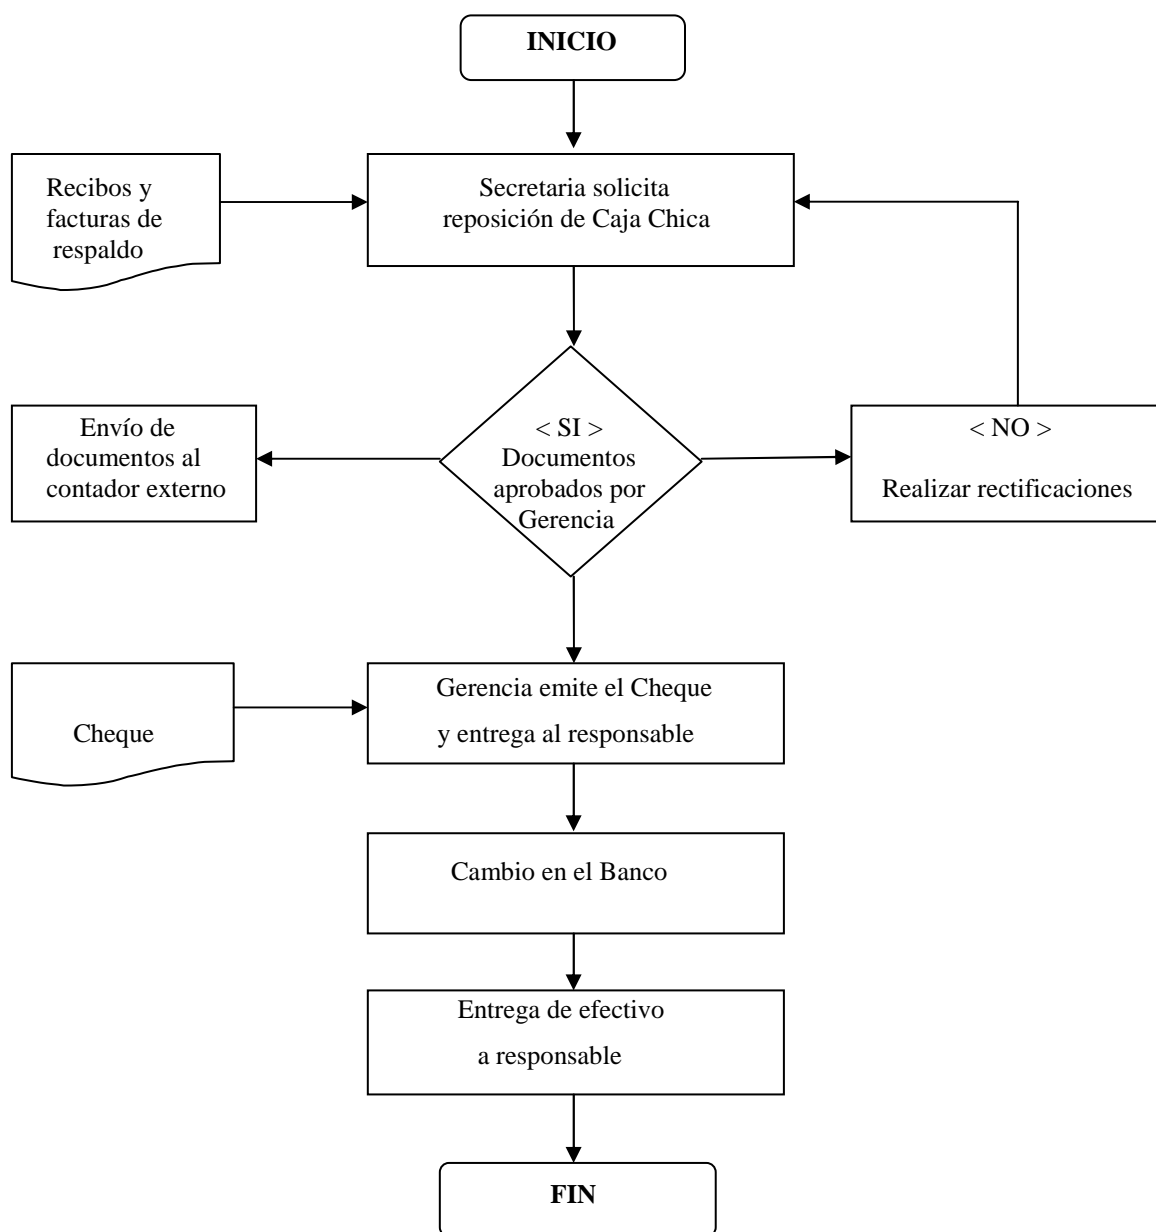 INICIO
Recibos y
facturas de
respaldo
Secretaria solicita
reposición de Caja Chica
Envío de
documentos al
contador externo
< SI >
Documentos
aprobados por
Gerencia
< NO >
Realizar rectificaciones
Cheque
Gerencia emite el Cheque
y entrega al responsable
Cambio en el Banco
Entrega de efectivo
a responsable
FIN